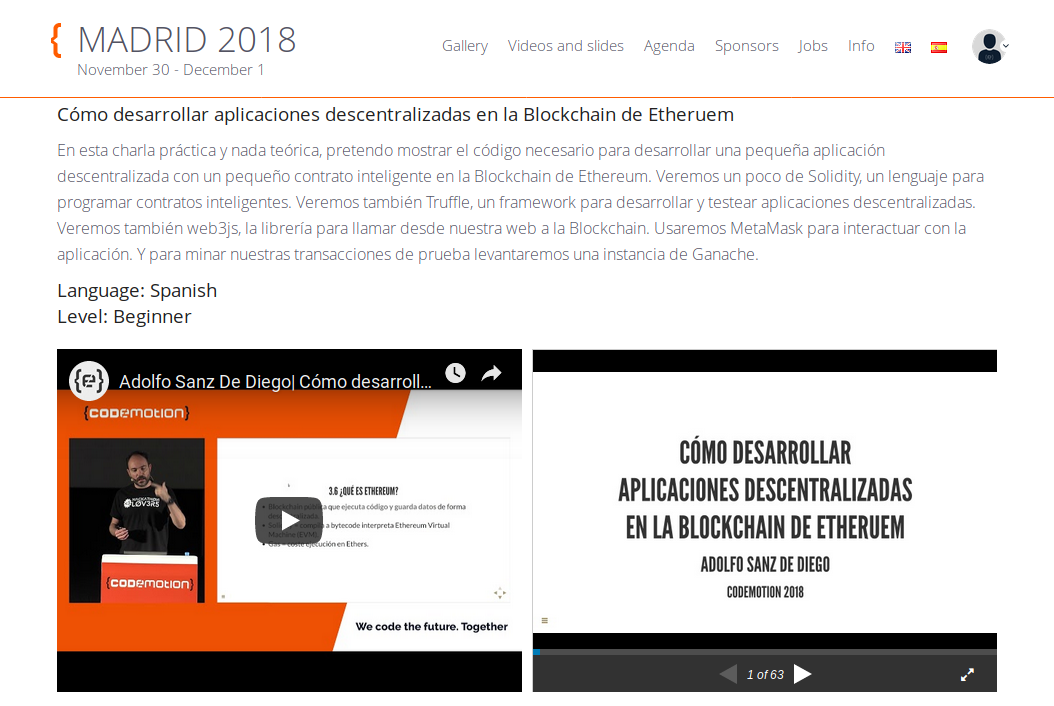 { MADRID 2018
November 30 - December 1
Gallery Videos and slides Agenda Sponsors Jobs Info
Cómo desarrollar aplicaciones descentralizadas en la Blockchain de Etheruem
En esta charla práctica y nada teórica, pretendo mostrar el código necesario para desarrollar una pequeña aplicación
descentralizada con un pequeño contrato inteligente en la Blockchain de Ethereum. Veremos un poco de Solidity, un lenguaje para
programar contratos inteligentes. Veremos también Truffle, un framework para desarrollar y testear aplicaciones descentralizadas.
Veremos también web3js, la librería para llamar desde nuestra web a la Blockchain. Usaremos MetaMask para interactuar con la
aplicación. Y para minar nuestras transacciones de prueba levantaremos una instancia de Ganache.
Language: Spanish
Level: Beginner
{e} Adolfo Sanz De Diego| Cómo desarroll...
{CODEMOTION}
3.6 ¿QUÉ ES ETHEREUM?
Blockchain pública que ejecuta código y guarda datos de forma
compila a bytecode interpreta Ethereum Virtual
Machine (EVM)
Gas = coste ejecución en Ethers.
HACKATHON
LØV3RS
{CODEMOTION}
We code the future. Together
CÓMO DESARROLLAR
APLICACIONES DESCENTRALIZADAS
EN LA BLOCKCHAIN DE ETHERUEM
ADOLFO SANZ DE DIEGO
CODEMOTION 2018
1 of 63